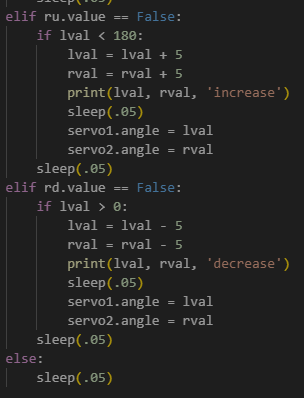 sleep(.05)
elif ru.value == False:
    if lval < 180:
        lval = lval + 5
        rval = rval + 5
        print(lval, rval, 'increase')
        sleep(.05)
        servo1.angle = lval
        servo2.angle = rval
    sleep(.05)
elif rd.value == False:
    if lval > 0:
        lval = lval - 5
        rval = rval - 5
        print(lval, rval, 'decrease')
        sleep(.05)
        servo1.angle = lval
        servo2.angle = rval
    sleep(.05)
else:
    sleep(.05)